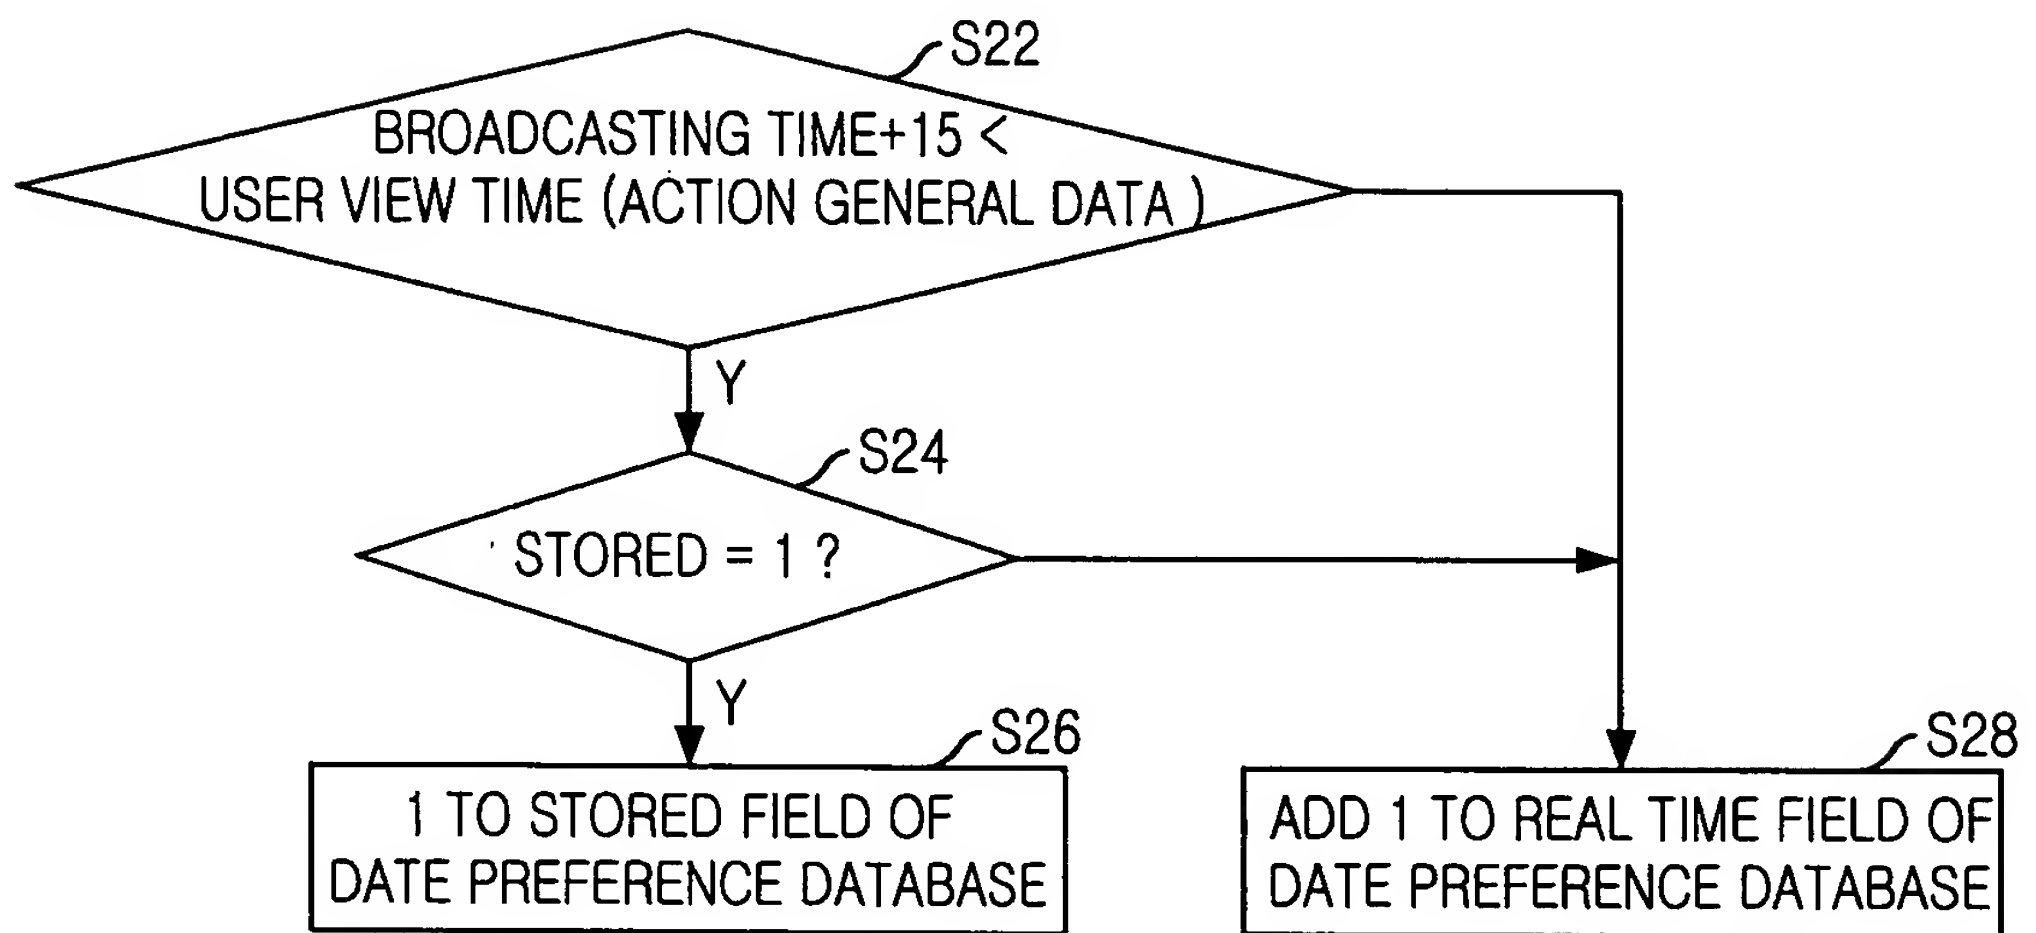 S22
BROADCASTING TIME+15 <
USER VIEW TIME (ACTION GENERAL DATA )
Y
S24
STORED = 1 ?
Y
S26
1 TO STORED FIELD OF
DATE PREFERENCE DATABASE
S28
ADD 1 TO REAL TIME FIELD OF
DATE PREFERENCE DATABASE